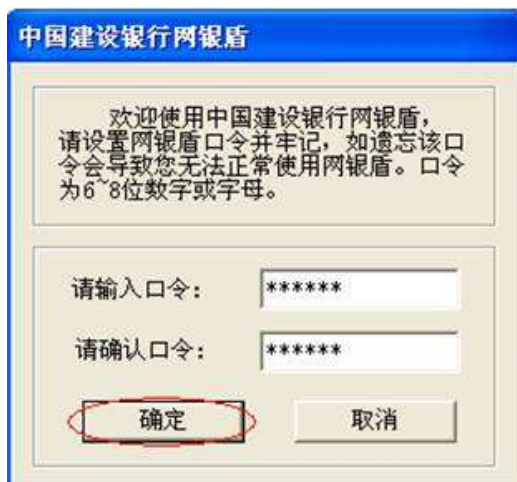 中国建设银行网银盾
欢迎使用中国建设银行网银盾，
请设置网银盾口令并牢记，如遗忘该口
令会导致您无法正常使用网银盾。口令
为6~8位数字或字母。
请输入口令： ******
请确认口令： ******
确定 取消